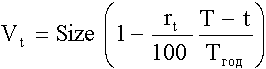 V_t = Size (1 − r_t/100 · T − t/T_год)